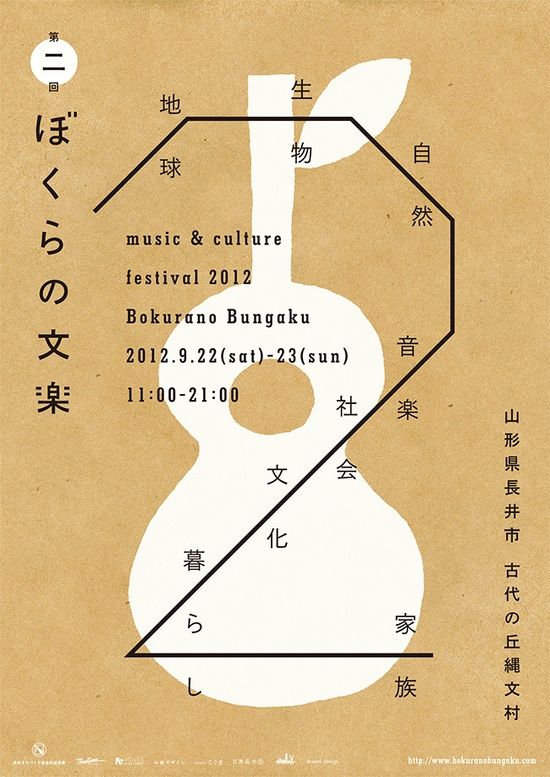 第
二
回
ぼくらの文楽
地球
生物
自然
music & culture
festival 2012
Bokurano Bungaku
2012.9.22(sat)-23(sun)
11:00-21:00
音楽
社会
文化
暮らし
家族
山形県長井市 古代の丘縄文村
http://www.bokuranobungaku.com